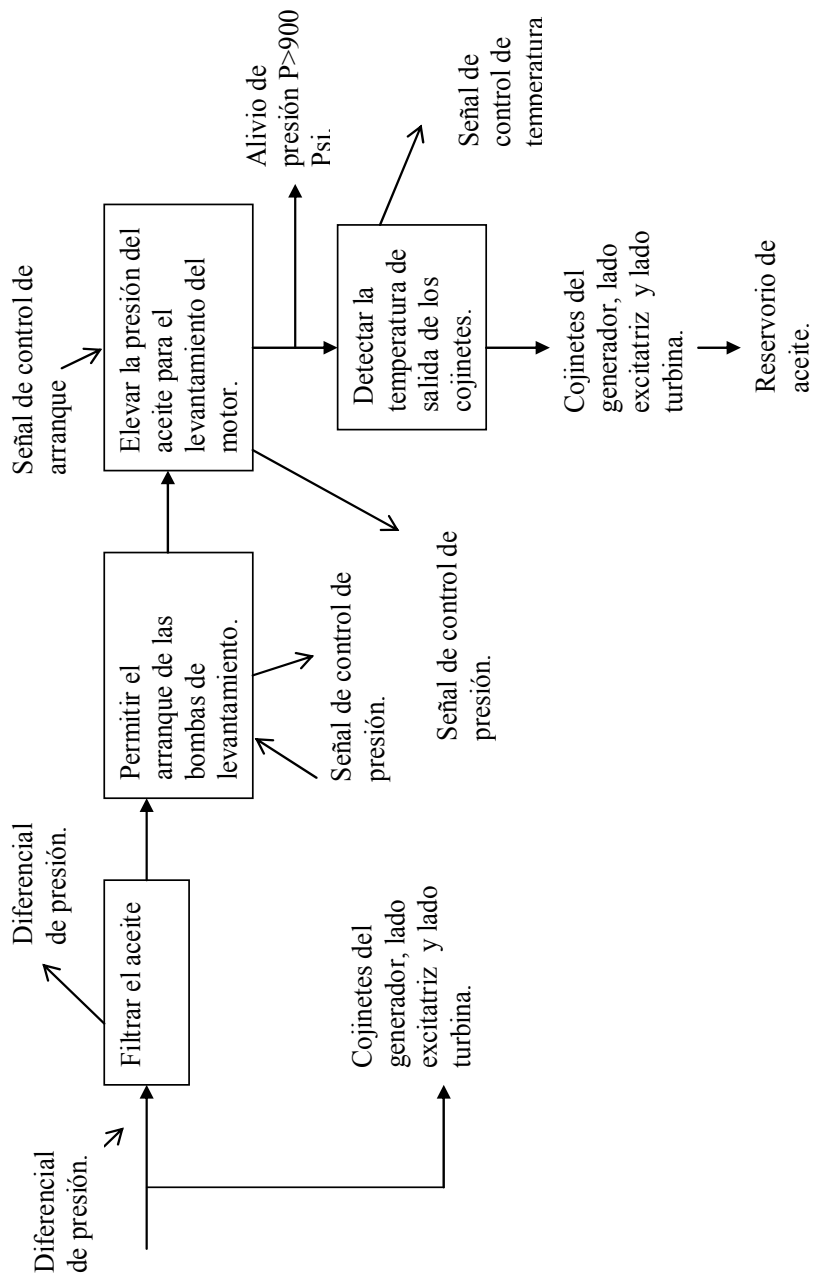 Diferencial
de presión.
Diferencial
de presión.
Filtrar el aceite
Cojinetes del
generador, lado
excitatriz y lado
turbina.
Permitir el
arranque de las
bombas de
levantamiento.
Señal de control de
presión.
Señal de control de
presión.
Señal de control de
arranque
Elevar la presión del
aceite para el
levantamiento del
motor.
Alivio de
presión P>900
Psi.
Detectar la
temperatura de
salida de los
cojinetes.
Señal de
control de
temperatura
Cojinetes del
generador, lado
excitatriz y lado
turbina.
Reservorio de
aceite.